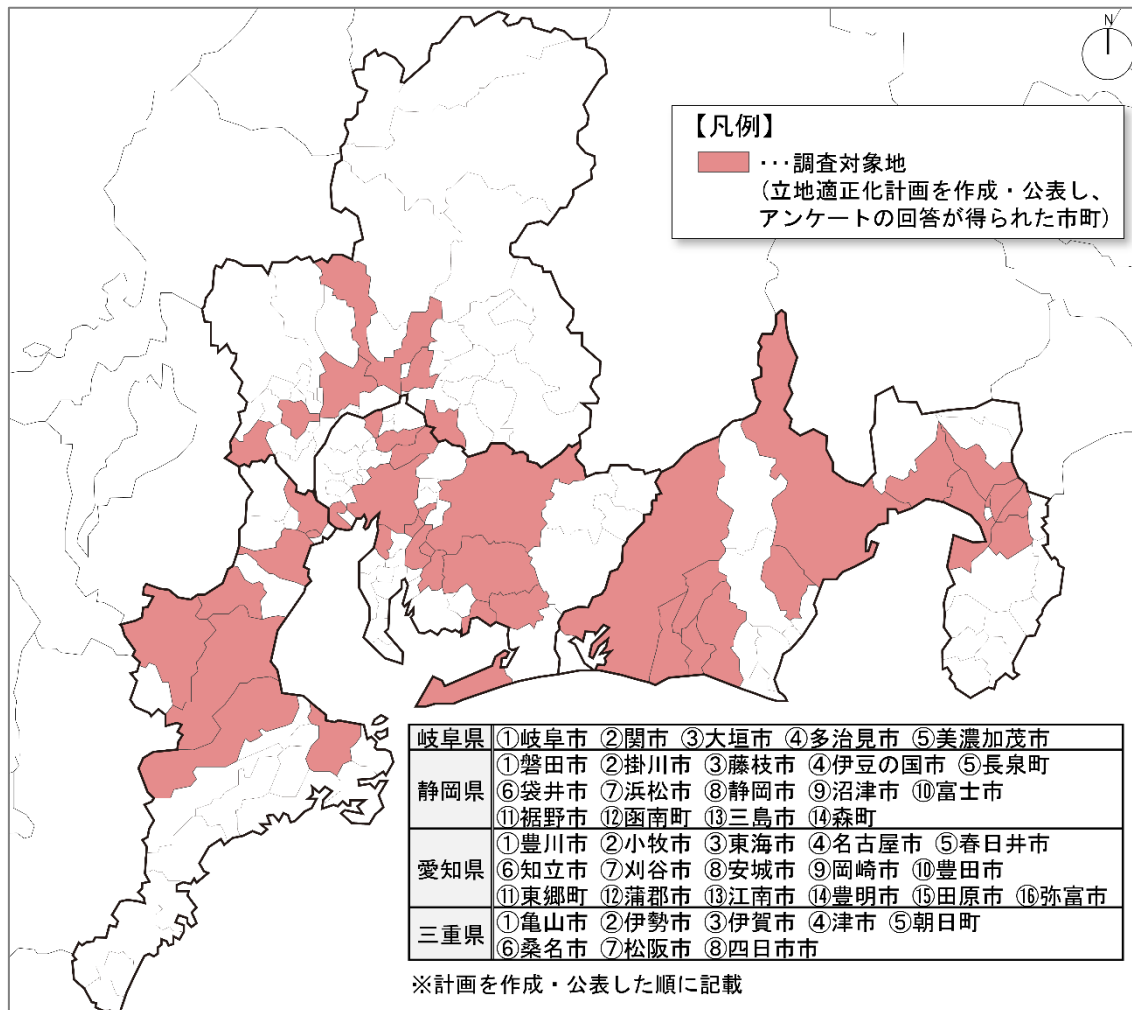 N
【凡例】
･･･調査対象地
(立地適正化計画を作成・公表し、
アンケートの回答が得られた市町)
岐阜県 ①岐阜市 ②関市 ③大垣市 ④多治見市 ⑤美濃加茂市
静岡県 ①磐田市 ②掛川市 ③藤枝市 ④伊豆の国市 ⑤長泉町
⑥袋井市 ⑦浜松市 ⑧静岡市 ⑨沼津市 ⑩富士市
⑪裾野市 ⑫函南町 ⑬三島市 ⑭森町
愛知県 ①豊川市 ②小牧市 ③東海市 ④名古屋市 ⑤春日井市
⑥知立市 ⑦刈谷市 ⑧安城市 ⑨岡崎市 ⑩豊田市
⑪東郷町 ⑫蒲郡市 ⑬江南市 ⑭豊明市 ⑮田原市 ⑯弥富市
三重県 ①亀山市 ②伊勢市 ③伊賀市 ④津市 ⑤朝日町
⑥桑名市 ⑦松阪市 ⑧四日市市
※計画を作成・公表した順に記載